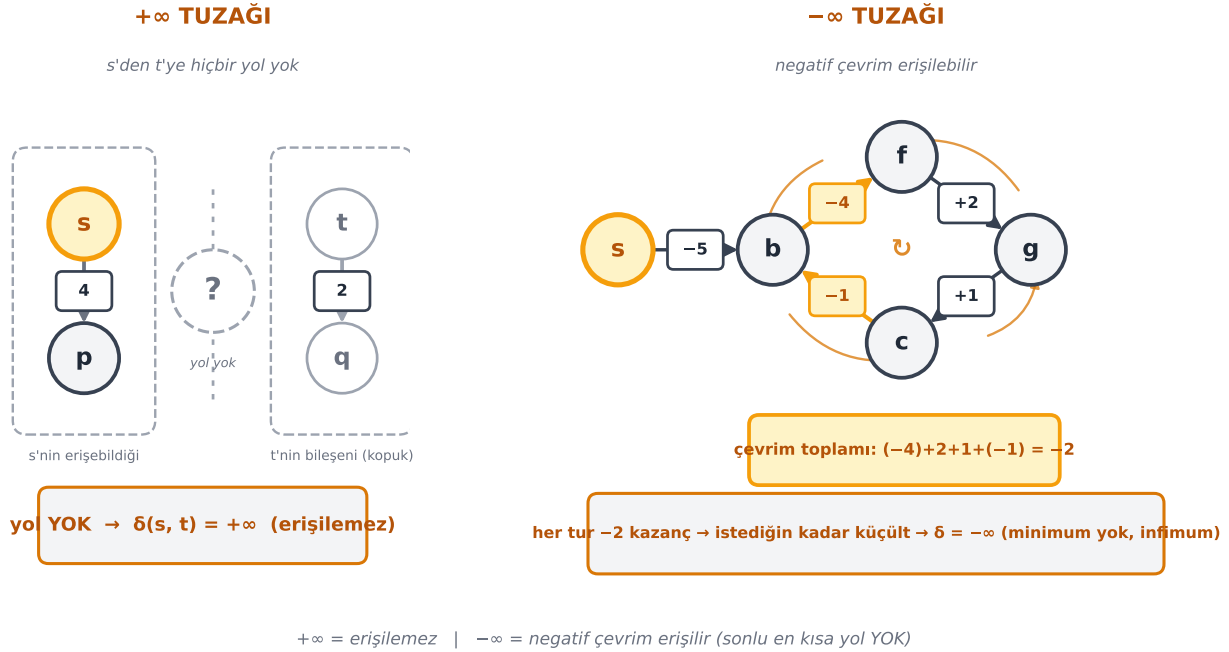 +∞ TUZAĞI
s'den t'ye hiçbir yol yok
s
4
p
?
yol yok
t
2
q
s'nin erişebildiği
t'nin bileşeni (kopuk)
yol YOK → δ(s, t) = +∞ (erişilemez)
−∞ TUZAĞI
negatif çevrim erişilebilir
f
−4
+2
s
−5
b
↻
g
−1
+1
c
çevrim toplamı: (−4)+2+1+(−1) = −2
her tur −2 kazanç → istediğin kadar küçült → δ = −∞ (minimum yok, infimum)
+∞ = erişilemez | −∞ = negatif çevrim erişilir (sonlu en kısa yol YOK)